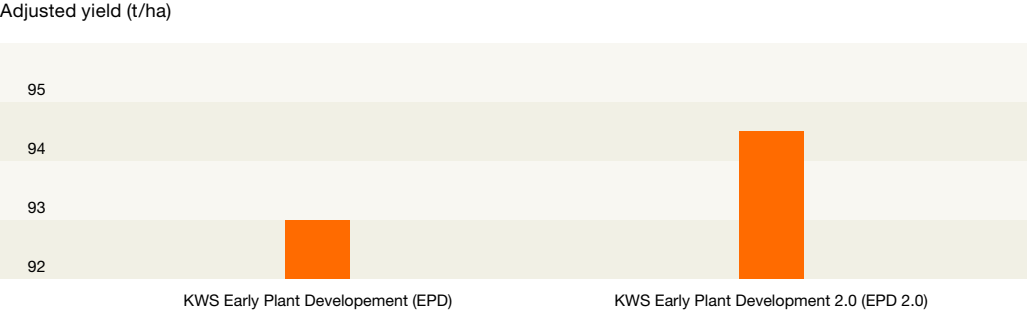 Adjusted yield (t/ha)
95
94
93
92
KWS Early Plant Developement (EPD)
KWS Early Plant Development 2.0 (EPD 2.0)